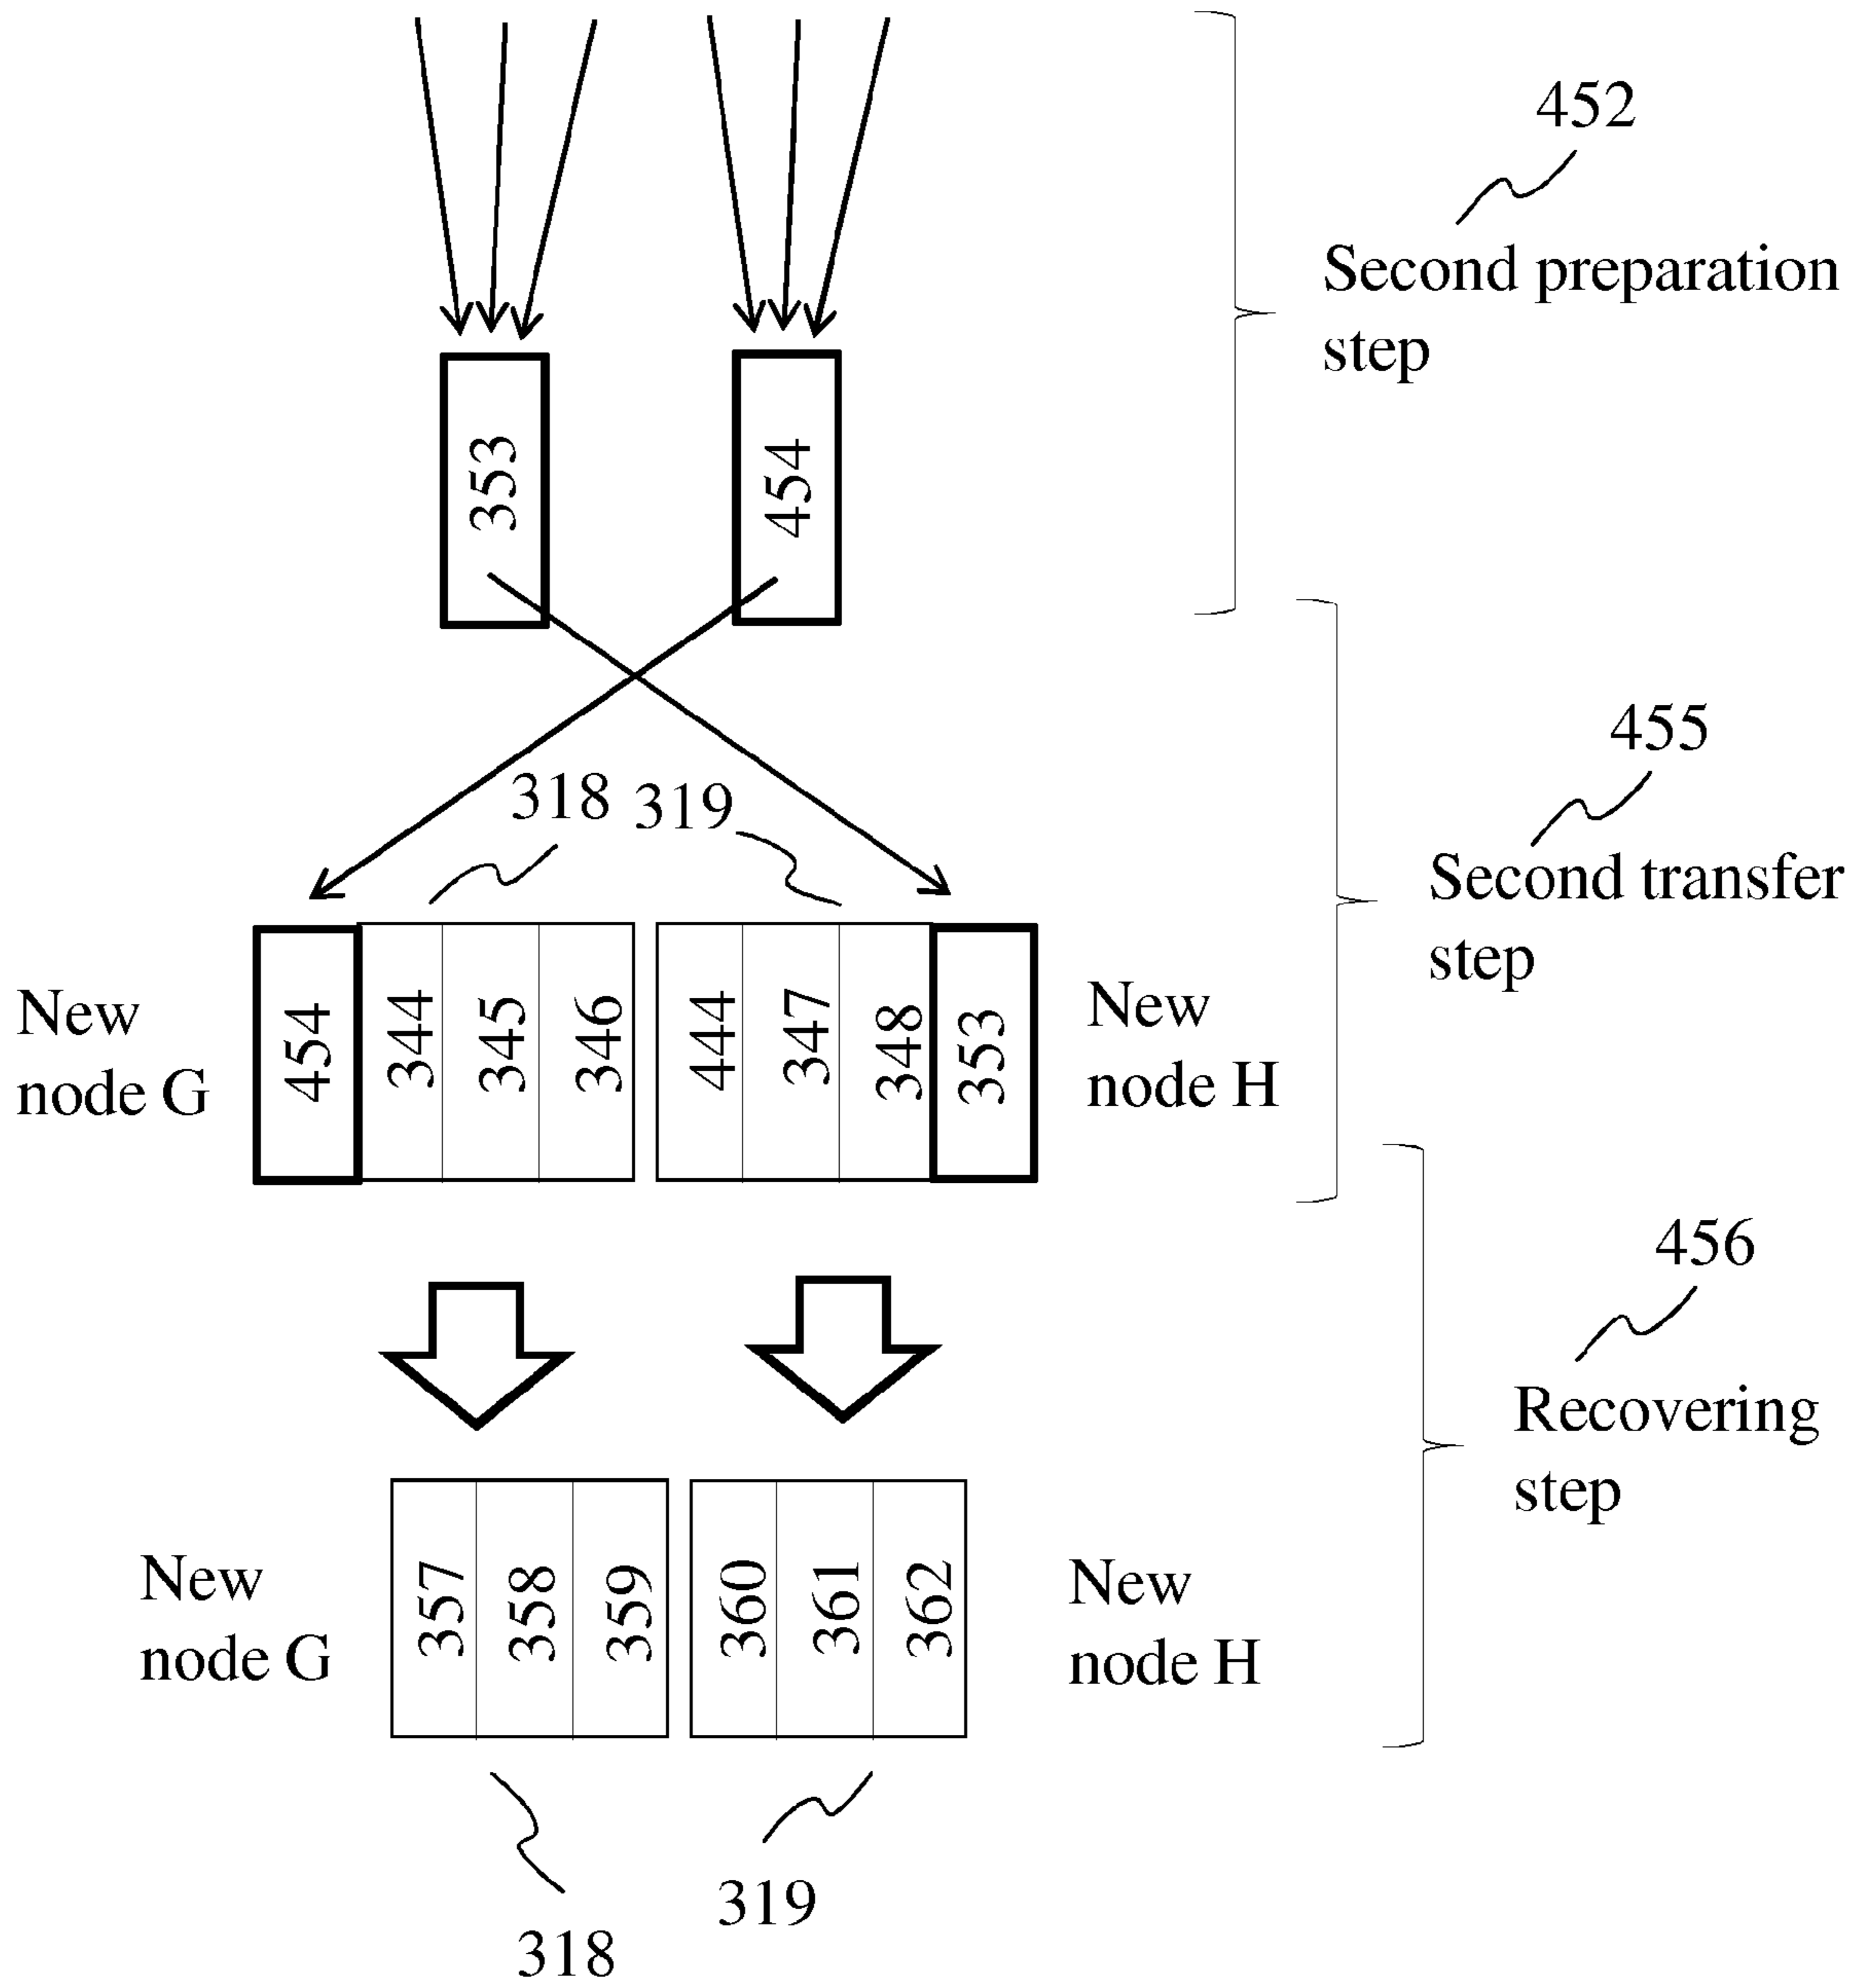 452
Second preparation
step
353
454
455
Second transfer
step
318
319
New
node G
454
344
345
346
444
347
348
353
New
node H
456
Recovering
step
New
node G
357
358
359
360
361
362
New
node H
318
319